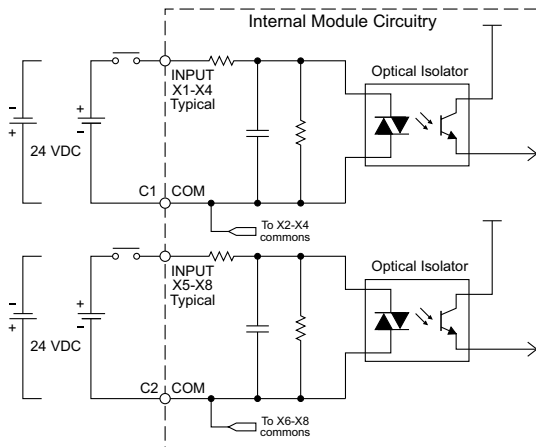 Internal Module Circuitry
INPUT
X1-X4
Typical
Optical Isolator
-
+
+
-
24 VDC
C1
COM
To X2-X4
commons
INPUT
X5-X8
Typical
Optical Isolator
-
+
+
-
24 VDC
C2
COM
To X6-X8
commons